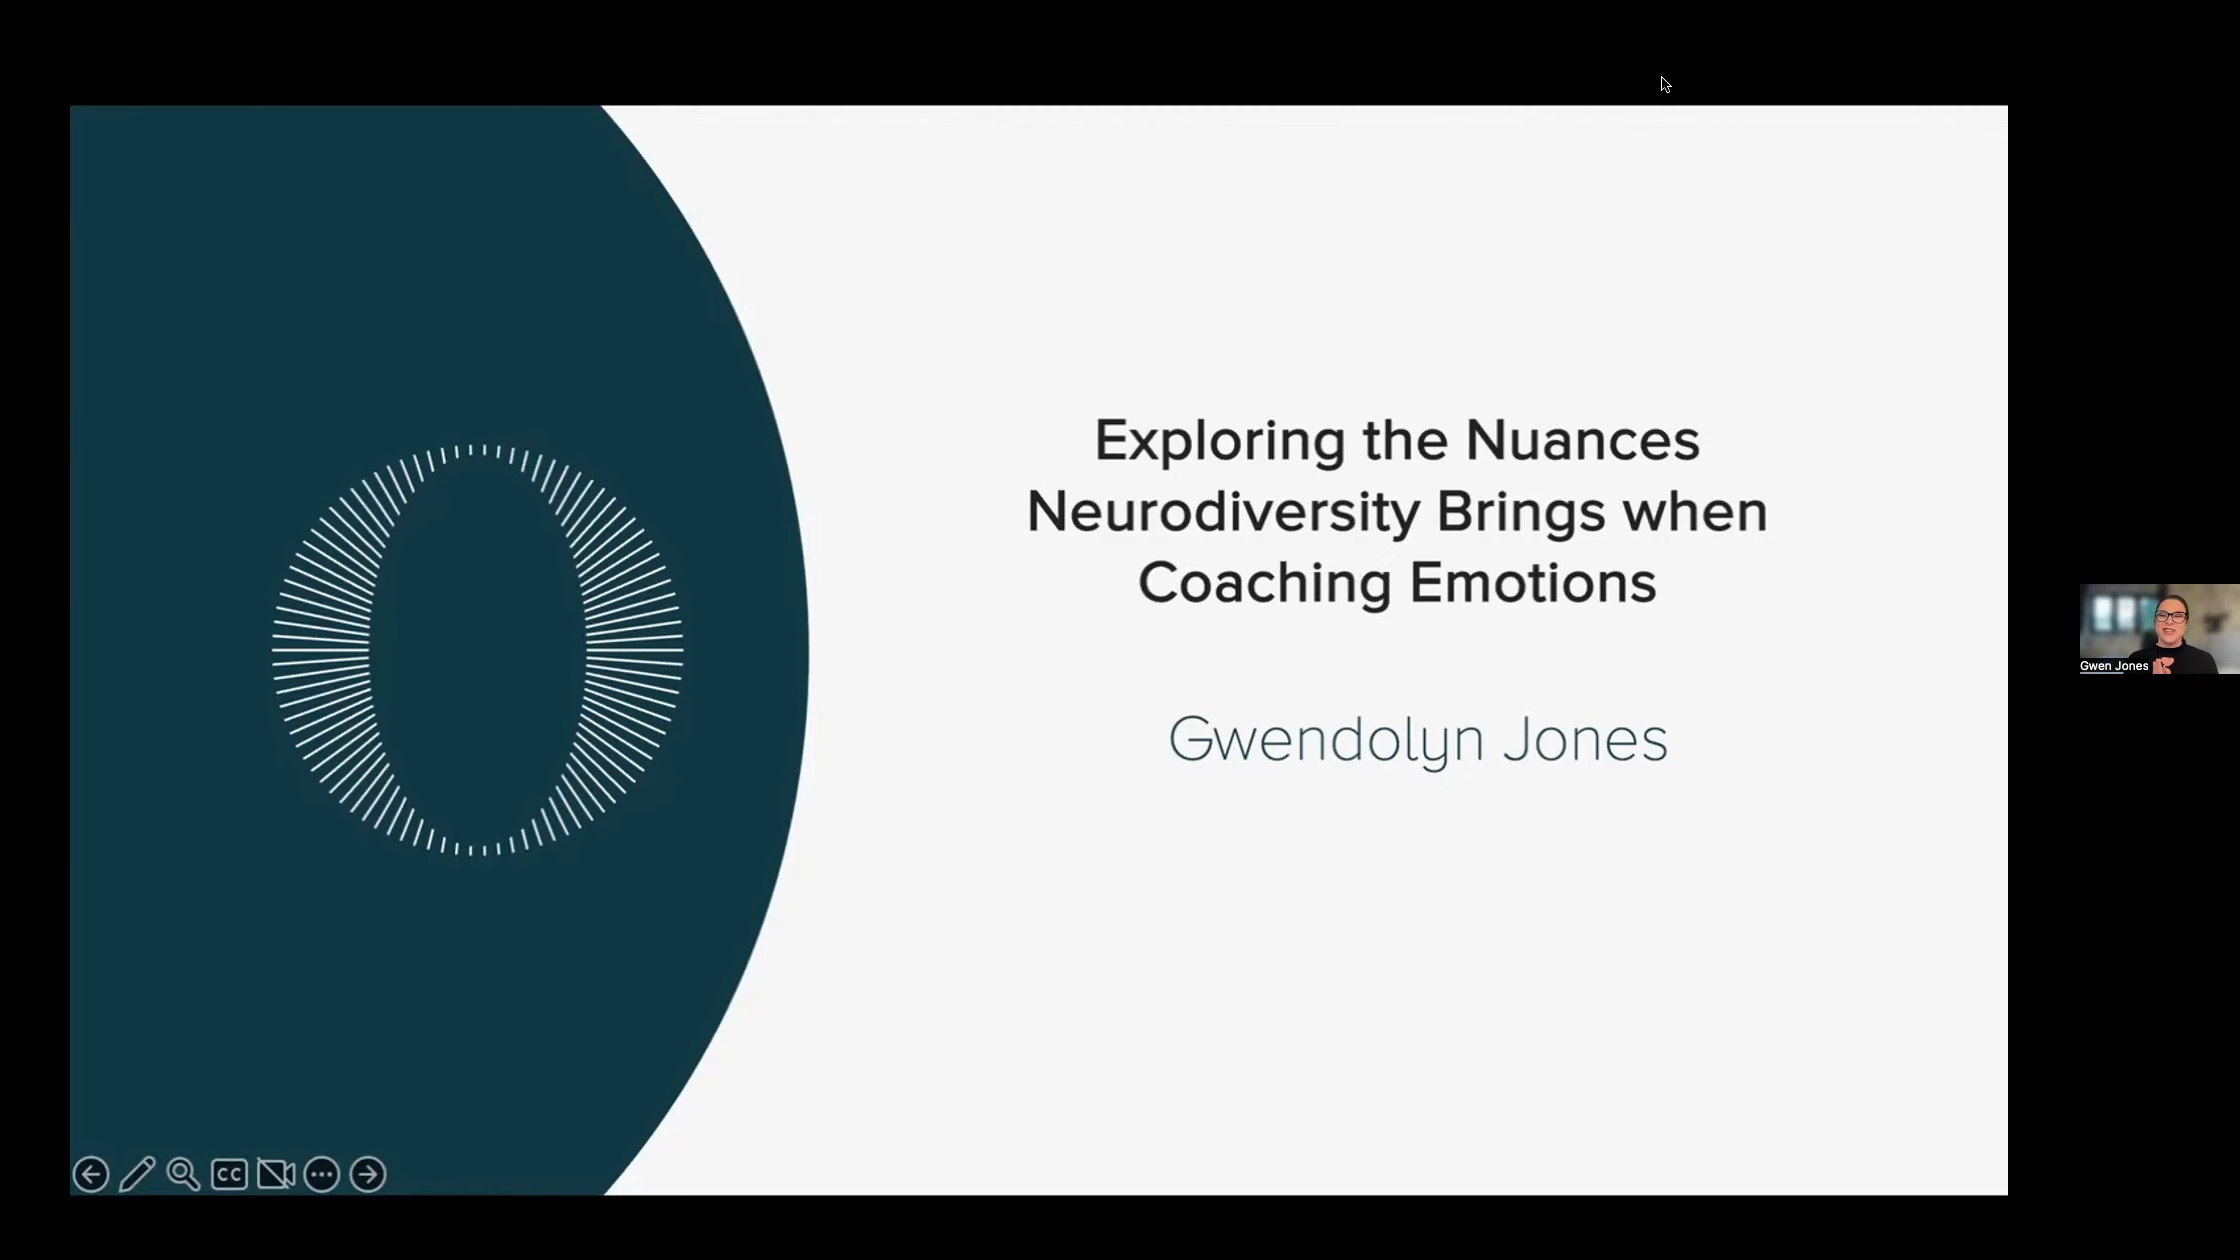 Exploring the Nuances
Neurodiversity Brings when
Coaching Emotions
Gwendolyn Jones
Gwen Jones
CC